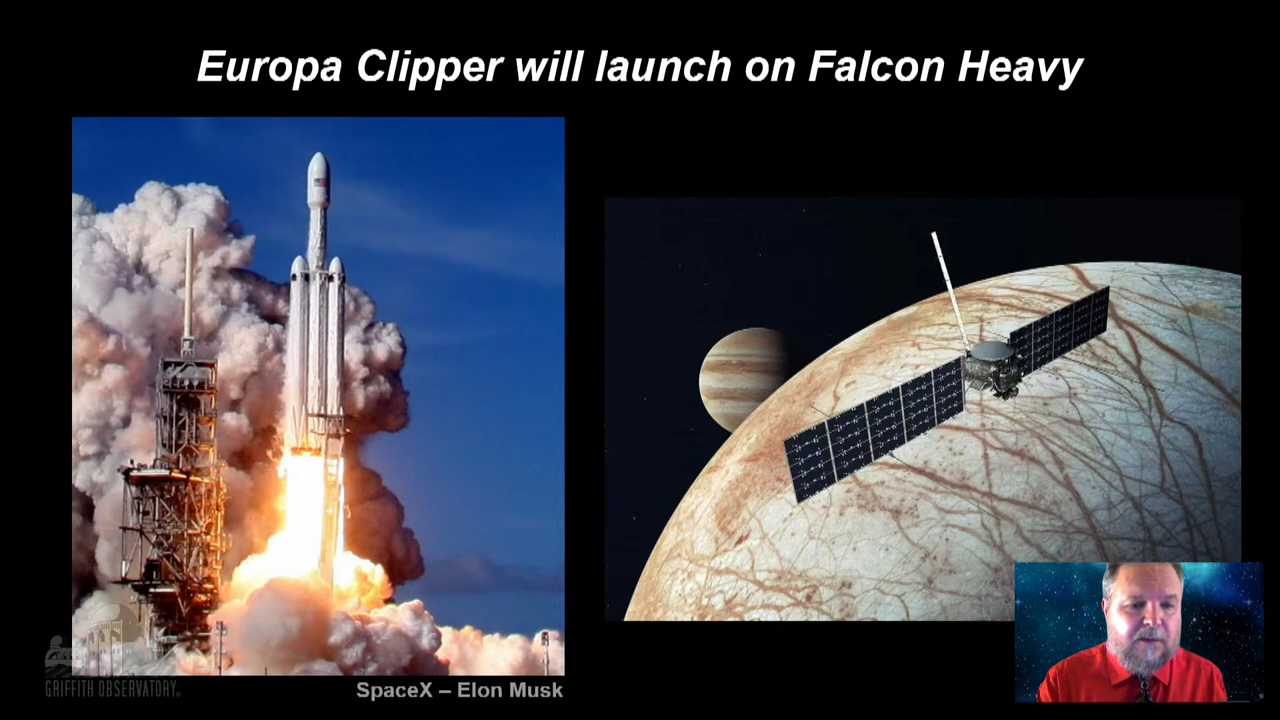 Europa Clipper will launch on Falcon Heavy
SpaceX – Elon Musk
GRIFFITH OBSERVATORY